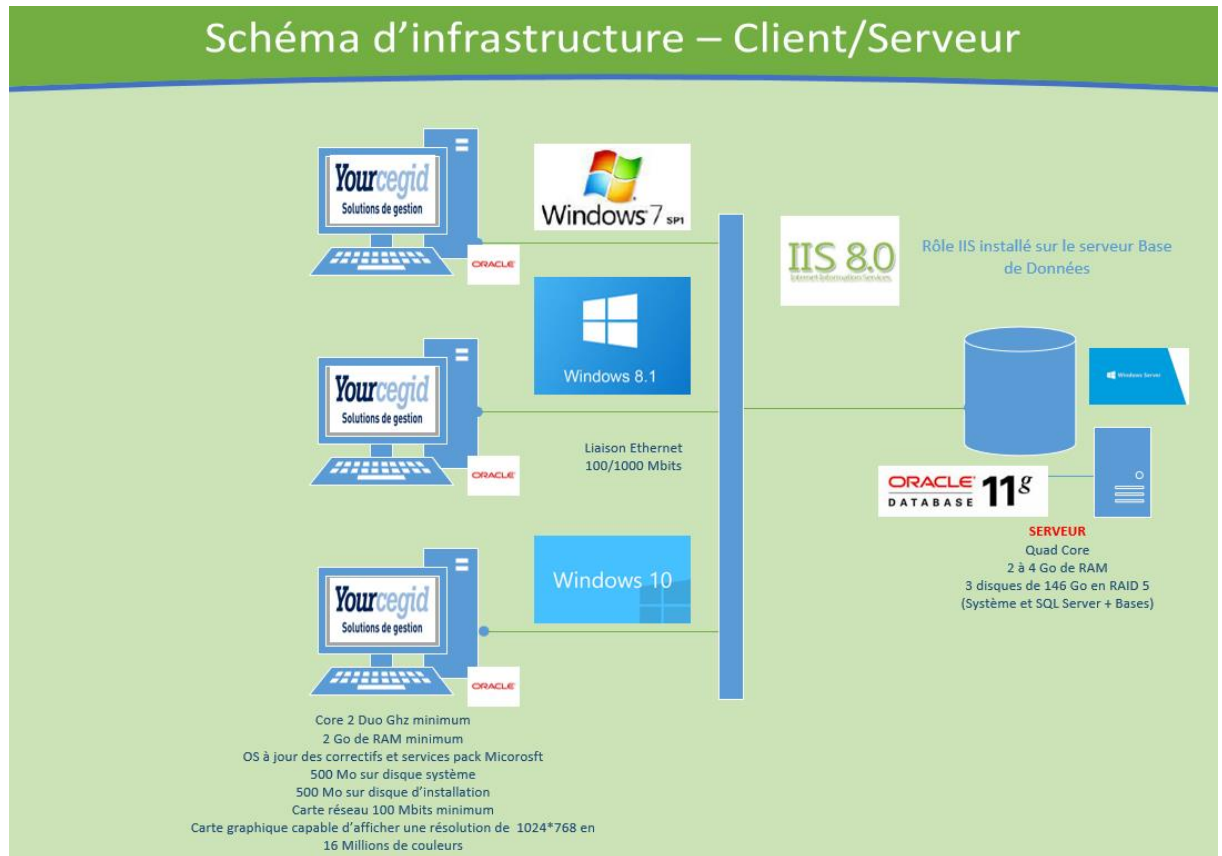 Schéma d'infrastructure – Client/Serveur
Yourcegid
Solutions de gestion
ORACLE
Windows 7 SP1
IIS 8.0
Internet Information Services
Rôle IIS installé sur le serveur Base
de Données
Yourcegid
Solutions de gestion
ORACLE
Windows 8.1
Liaison Ethernet
100/1000 Mbits
Windows Server
ORACLE
DATABASE 11g
SERVEUR
Quad Core
2 à 4 Go de RAM
3 disques de 146 Go en RAID 5
(Système et SQL Server + Bases)
Yourcegid
Solutions de gestion
ORACLE
Windows 10
Core 2 Duo Ghz minimum
2 Go de RAM minimum
OS à jour des correctifs et services pack Micorosft
500 Mo sur disque système
500 Mo sur disque d'installation
Carte réseau 100 Mbits minimum
Carte graphique capable d'afficher une résolution de 1024*768 en
16 Millions de couleurs